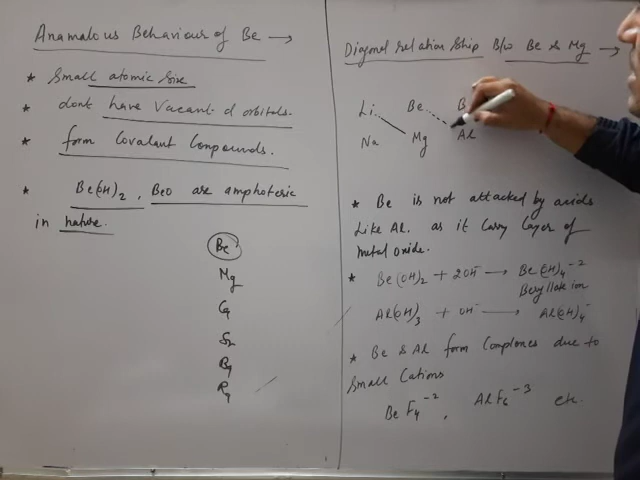 Anamalous Behaviour of Be →
* Small atomic size
* dont have Vacant d orbitals.
* form Covalant Compounds.
* Be(OH)2, BeO are amphoteric
in nature.
Be
Mg
Ca
Sr
Ba
Ra
Diagonal relation ship B/w Be & Mg →
Li Be B
Na Mg Al
* Be is not attacked by acids
Like Al. as it carry layer of
metal oxide.
* Be(OH)2 + 2OH⁻ → Be(OH)4⁻²
Beryllate ion
Al(OH)3 + OH⁻ → Al(OH)4⁻
* Be & Al form Complexes due to
Small Cations
BeF4⁻², AlF6⁻³ etc.